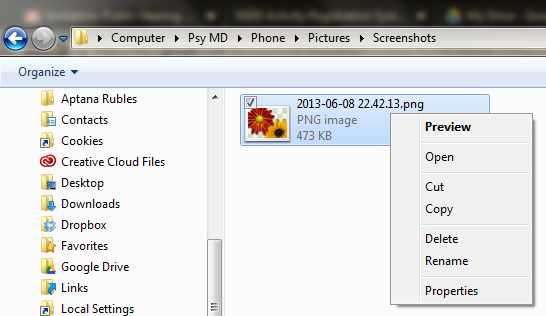 Computer ▸ Psy MD ▸ Phone ▸ Pictures ▸ Screenshots
Organize
Aptana Rubles
Contacts
Cookies
Creative Cloud Files
Desktop
Downloads
Dropbox
Favorites
Google Drive
Links
Local Settings
2013-06-08 22.42.13.png
PNG image
473 KB
Preview
Open
Cut
Copy
Delete
Rename
Properties